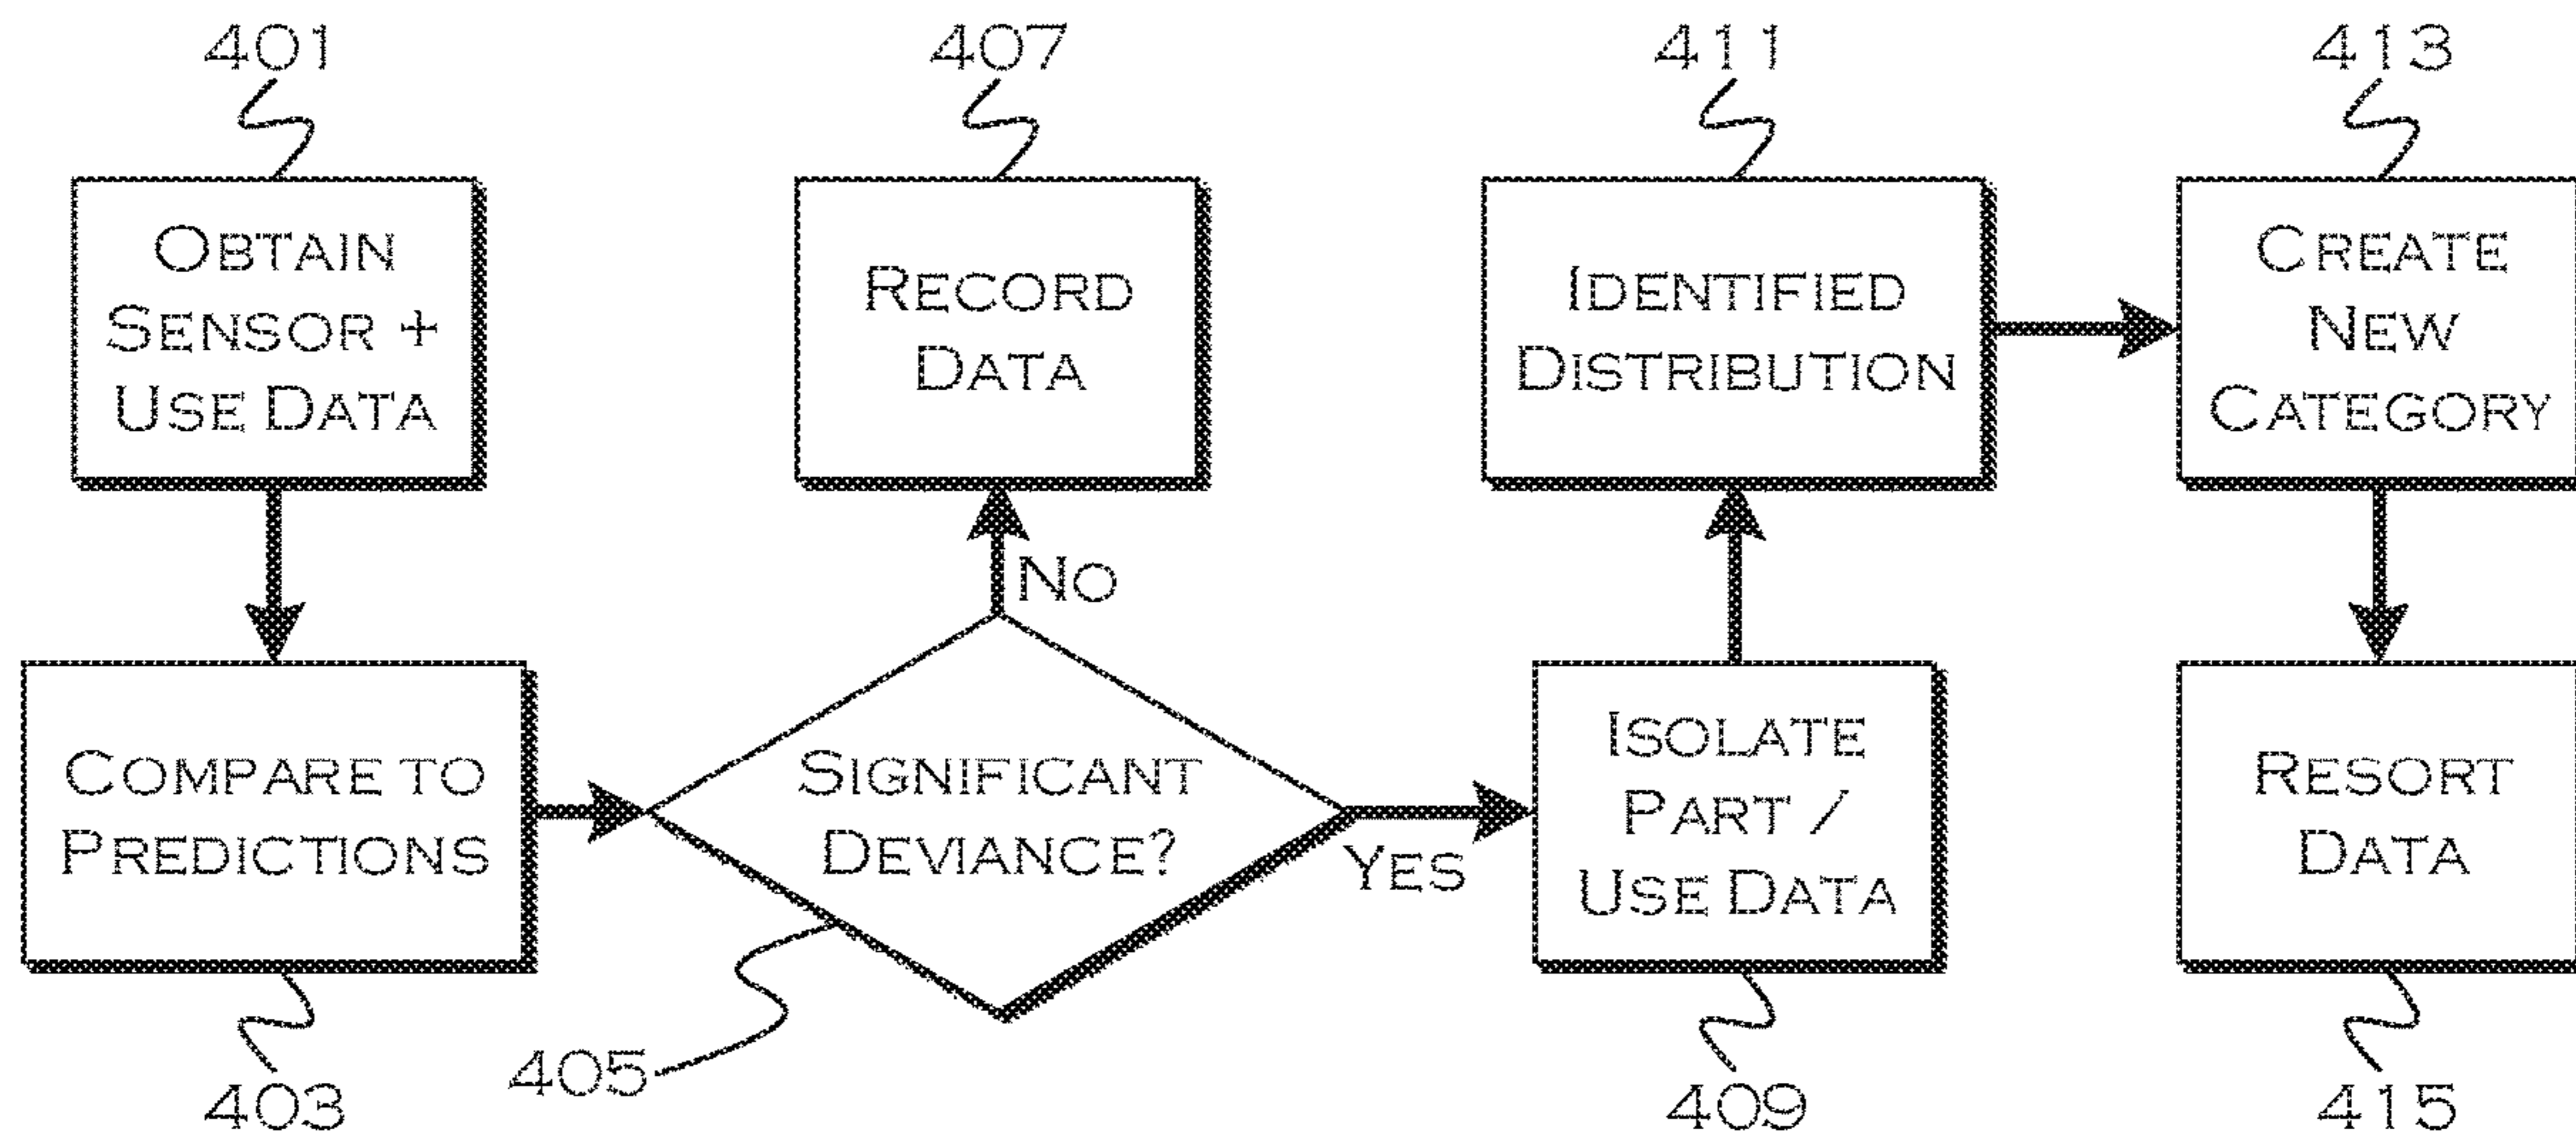 401
407
411
413
OBTAIN
SENSOR +
USE DATA
RECORD
DATA
IDENTIFIED
DISTRIBUTION
CREATE
NEW
CATEGORY
NO
COMPARE TO
PREDICTIONS
SIGNIFICANT
DEVIANCE?
YES
ISOLATE
PART /
USE DATA
RESORT
DATA
403
405
409
415